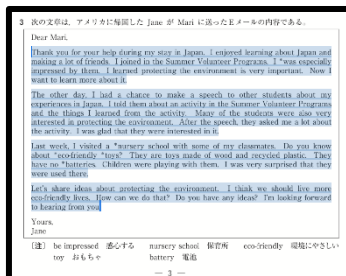 3 次の文章は，アメリカに帰国した Jane が Mari に送ったEメールの内容である。
Dear Mari,
Thank you for your help during my stay in Japan. I enjoyed learning about Japan and
making a lot of friends. I joined in the Summer Volunteer Programs. I *was especially
impressed by them. I learned protecting the environment is very important. Now I
want to learn more about it.
The other day, I had a chance to make a speech to other students about my
experiences in Japan. I told them about an activity in the Summer Volunteer Programs
and the things I learned from the activity. Many of the students were also very
interested in protecting the environment. After the speech, they asked me a lot about
the activity. I was glad that they were interested in it.
Last week, I visited a *nursery school with some of my classmates. Do you know
about *eco-friendly *toys? They are toys made of wood and recycled plastic. They
have no *batteries. Children were playing with them. I was very surprised that they
were used there.
Let's share ideas about protecting the environment. I think we should live more
eco-friendly lives. How can we do that? Do you have any ideas? I'm looking forward
to hearing from you.
Yours,
Jane
〔注〕 be impressed 感心する nursery school 保育所 eco-friendly 環境にやさしい
toy おもちゃ battery 電池
— 3 —